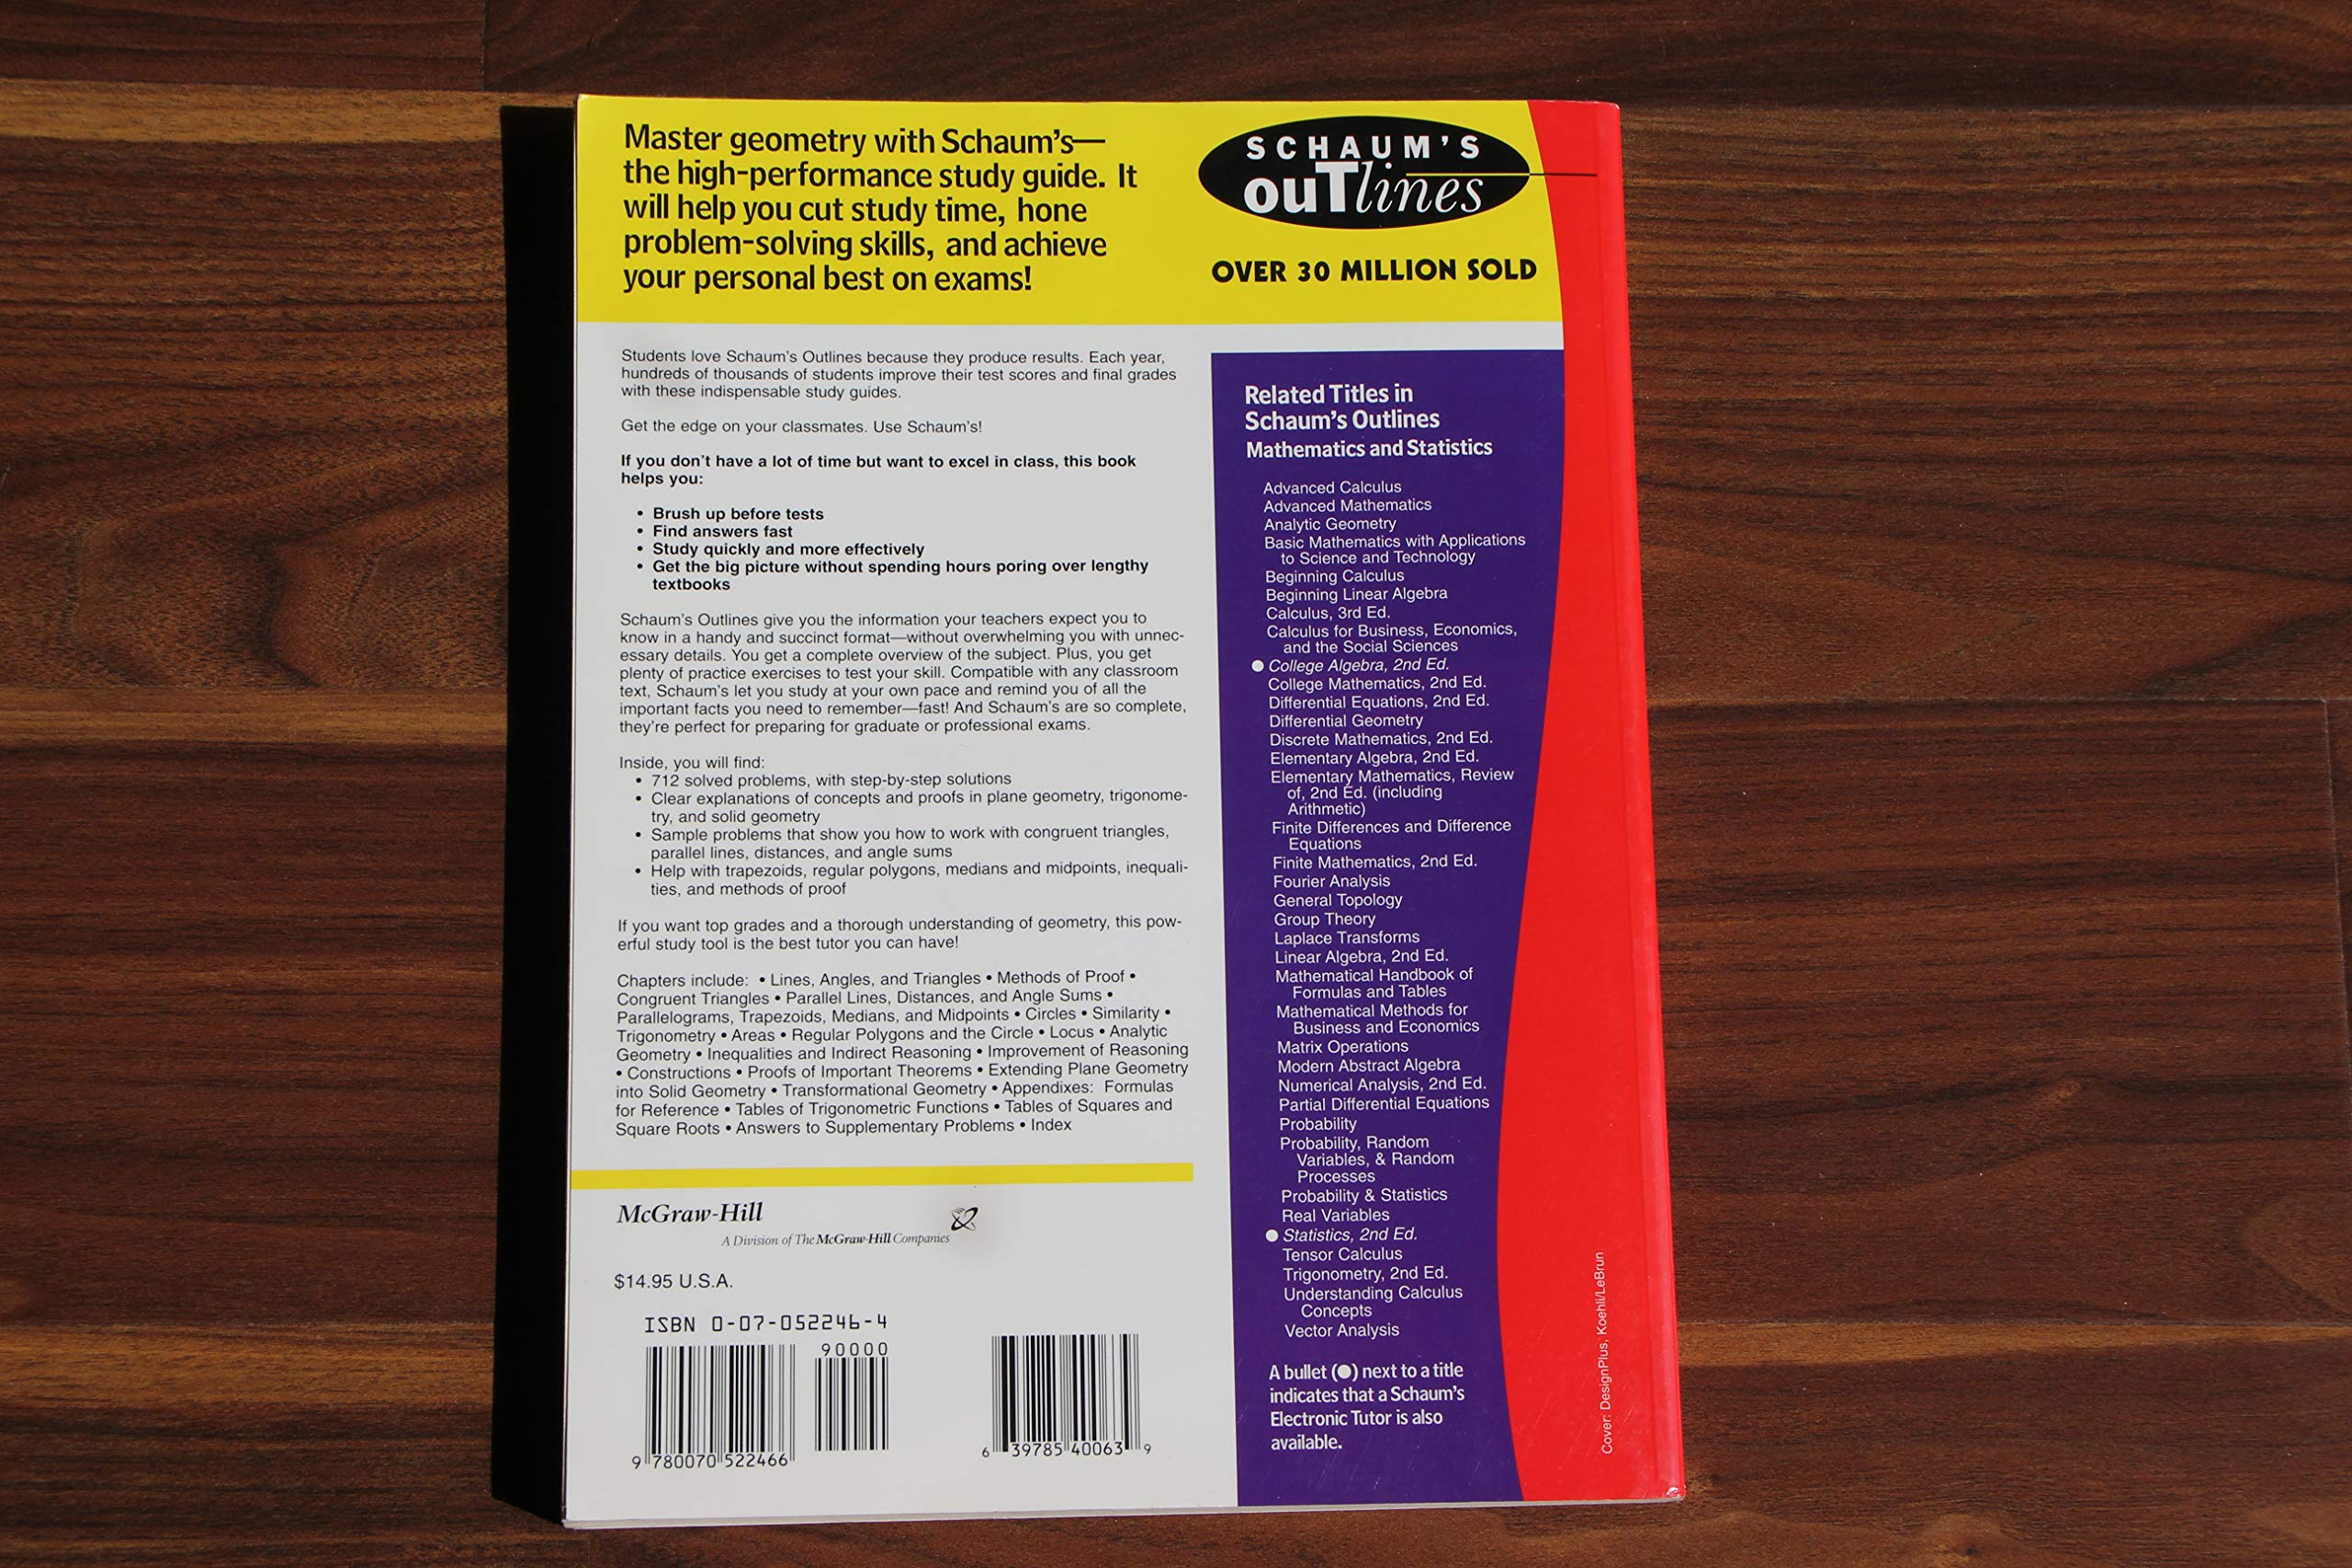 Master geometry with Schaum's—
the high-performance study guide. It
will help you cut study time, hone
problem-solving skills, and achieve
your personal best on exams!
SCHAUM'S
ouTlines
OVER 30 MILLION SOLD
Students love Schaum's Outlines because they produce results. Each year,
hundreds of thousands of students improve their test scores and final grades
with these indispensable study guides.
Get the edge on your classmates. Use Schaum's!
If you don't have a lot of time but want to excel in class, this book
helps you:
• Brush up before tests
• Find answers fast
• Study quickly and more effectively
• Get the big picture without spending hours poring over lengthy
textbooks
Schaum's Outlines give you the information your teachers expect you to
know in a handy and succinct format—without overwhelming you with unnec-
essary details. You get a complete overview of the subject. Plus, you get
plenty of practice exercises to test your skill. Compatible with any classroom
text, Schaum's let you study at your own pace and remind you of all the
important facts you need to remember—fast! And Schaum's are so complete,
they're perfect for preparing for graduate or professional exams.
Inside, you will find:
• 712 solved problems, with step-by-step solutions
• Clear explanations of concepts and proofs in plane geometry, trigonome-
try, and solid geometry
• Sample problems that show you how to work with congruent triangles,
parallel lines, distances, and angle sums
• Help with trapezoids, regular polygons, medians and midpoints, inequali-
ties, and methods of proof
If you want top grades and a thorough understanding of geometry, this pow-
erful study tool is the best tutor you can have!
Chapters include: • Lines, Angles, and Triangles • Methods of Proof •
Congruent Triangles • Parallel Lines, Distances, and Angle Sums •
Parallelograms, Trapezoids, Medians, and Midpoints • Circles • Similarity •
Trigonometry • Areas • Regular Polygons and the Circle • Locus • Analytic
Geometry • Inequalities and Indirect Reasoning • Improvement of Reasoning
• Constructions • Proofs of Important Theorems • Extending Plane Geometry
into Solid Geometry • Transformational Geometry • Appendixes: Formulas
for Reference • Tables of Trigonometric Functions • Tables of Squares and
Square Roots • Answers to Supplementary Problems • Index
McGraw-Hill
A Division of The McGraw-Hill Companies
$14.95 U.S.A.
ISBN 0-07-052246-4
90000
9 780070 522466
6 39785 40063 9
Related Titles in
Schaum's Outlines
Mathematics and Statistics
Advanced Calculus
Advanced Mathematics
Analytic Geometry
Basic Mathematics with Applications
to Science and Technology
Beginning Calculus
Beginning Linear Algebra
Calculus, 3rd Ed.
Calculus for Business, Economics,
and the Social Sciences
● College Algebra, 2nd Ed.
College Mathematics, 2nd Ed.
Differential Equations, 2nd Ed.
Differential Geometry
Discrete Mathematics, 2nd Ed.
Elementary Algebra, 2nd Ed.
Elementary Mathematics, Review
of, 2nd Ed. (including
Arithmetic)
Finite Differences and Difference
Equations
Finite Mathematics, 2nd Ed.
Fourier Analysis
General Topology
Group Theory
Laplace Transforms
Linear Algebra, 2nd Ed.
Mathematical Handbook of
Formulas and Tables
Mathematical Methods for
Business and Economics
Matrix Operations
Modern Abstract Algebra
Numerical Analysis, 2nd Ed.
Partial Differential Equations
Probability
Probability, Random
Variables, & Random
Processes
Probability & Statistics
Real Variables
● Statistics, 2nd Ed.
Tensor Calculus
Trigonometry, 2nd Ed.
Understanding Calculus
Concepts
Vector Analysis
A bullet (●) next to a title
indicates that a Schaum's
Electronic Tutor is also
available.
Cover: DesignPlus, Koehli/LeBrun